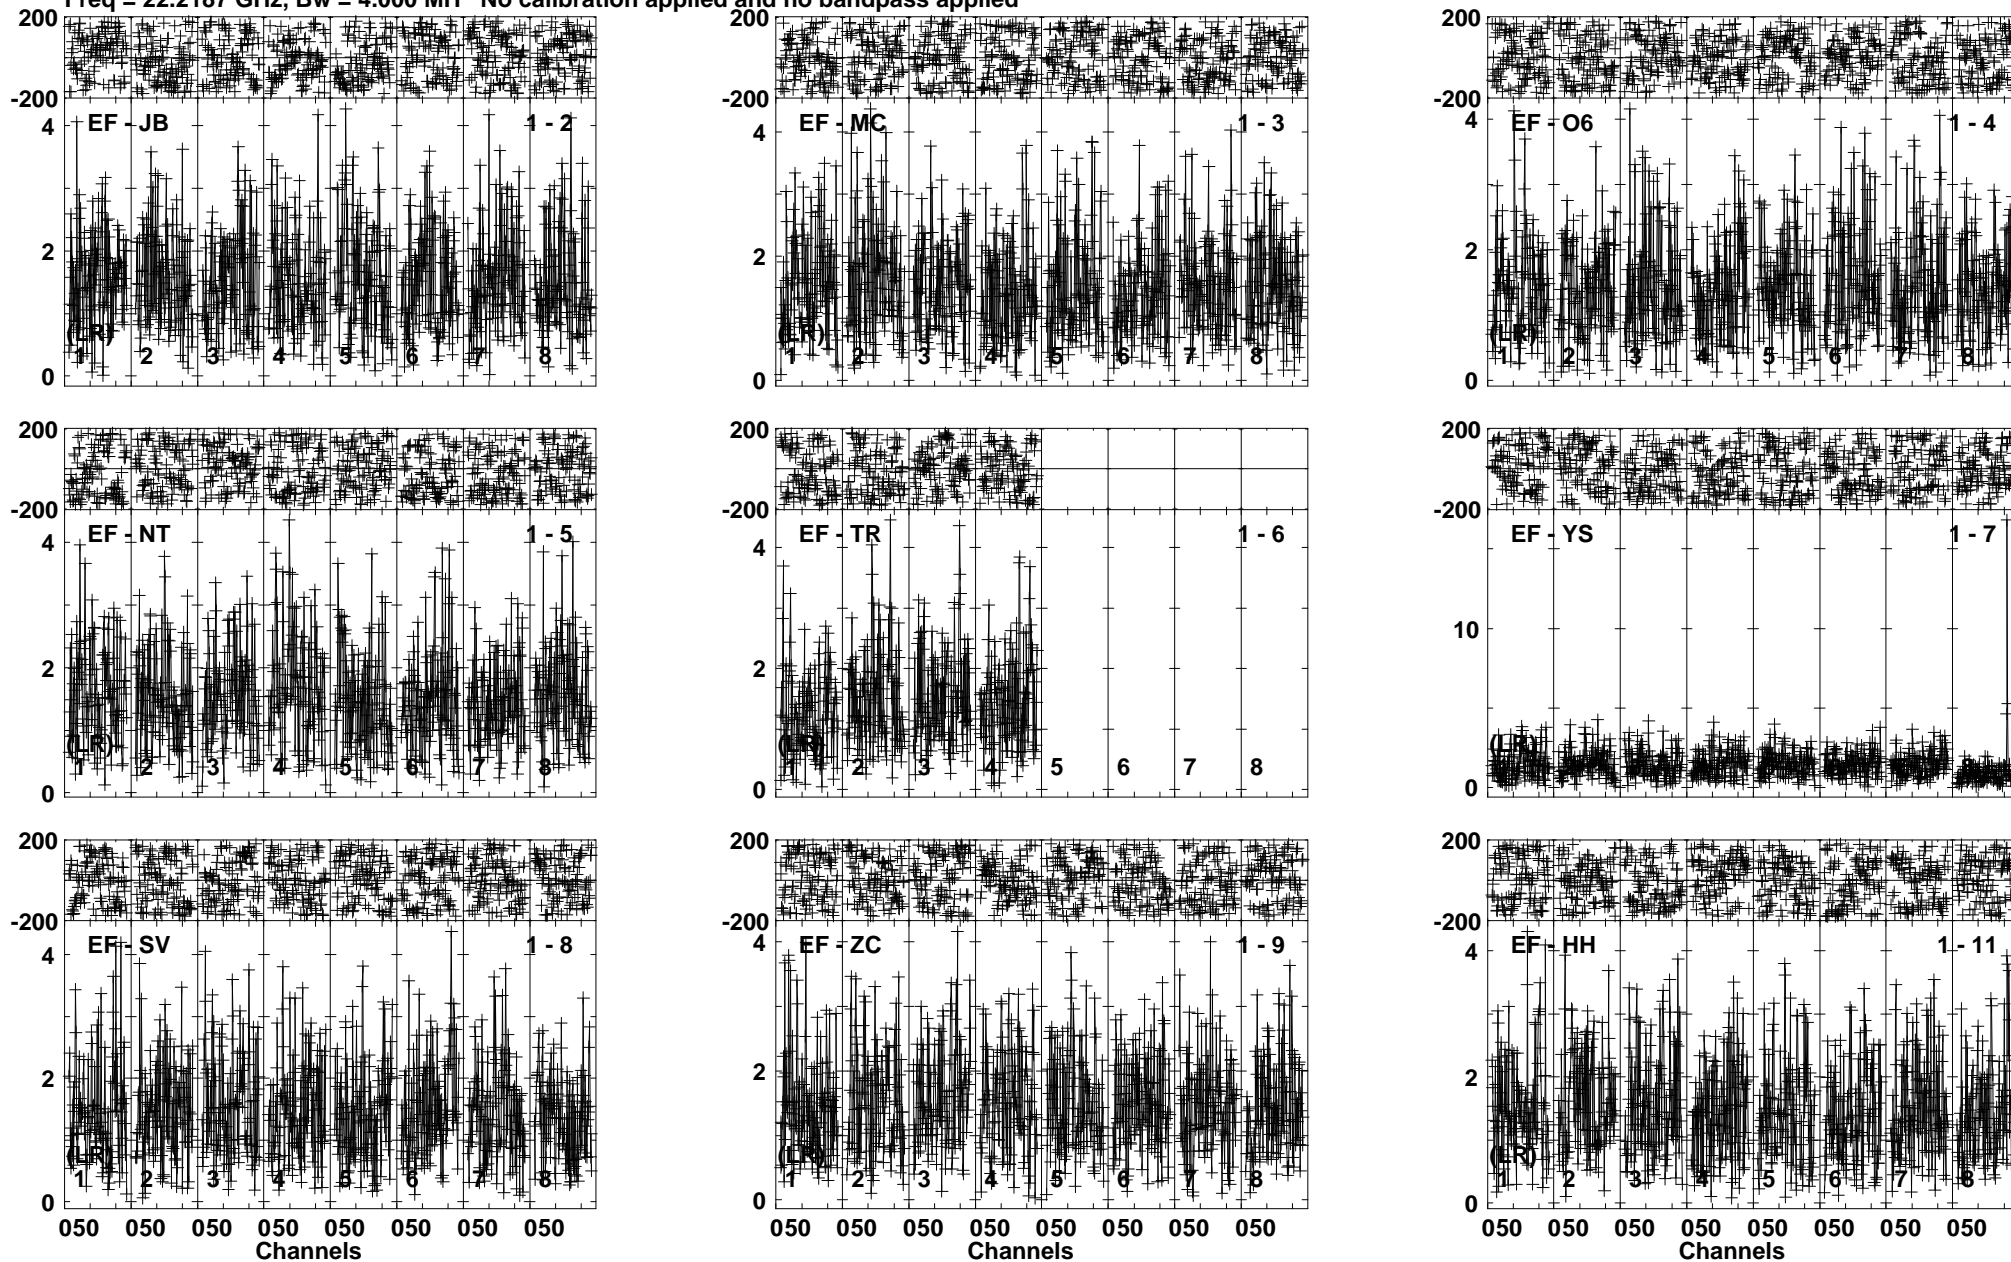 Freq = 22.2187 GHz, Bw = 4.000 MH No calibration applied and no bandpass applied
200 200 200
-200 -200 -200
EF - JB 1 - 2 EF - MC 1 - 3 EF - O6 1 - 4
4 4 4
2 2 2
(LR) (LR) (LR)
1 2 3 4 5 6 7 8 1 2 3 4 5 6 7 8 1 2 3 4 5 6 7 8
0 0 0
200 200 200
-200 -200 -200
EF - NT 1 - 5 EF - TR 1 - 6 EF - YS 1 - 7
4 4 10
2 2
(LR) (LR) (LR)
1 2 3 4 5 6 7 8 1 2 3 4 5 6 7 8 1 2 3 4 5 6 7 8
0 0 0
200 200 200
-200 -200 -200
EF - SV 1 - 8 EF - ZC 1 - 9 EF - HH 1 - 11
4 4 4
2 2 2
(LR) (LR) (LR)
1 2 3 4 5 6 7 8 1 2 3 4 5 6 7 8 1 2 3 4 5 6 7 8
0 0 0
050 050 050 050 050 050 050 050 050 050 050 050 050 050 050 050 050 050 050 050 050 050 050 050
Channels Channels Channels